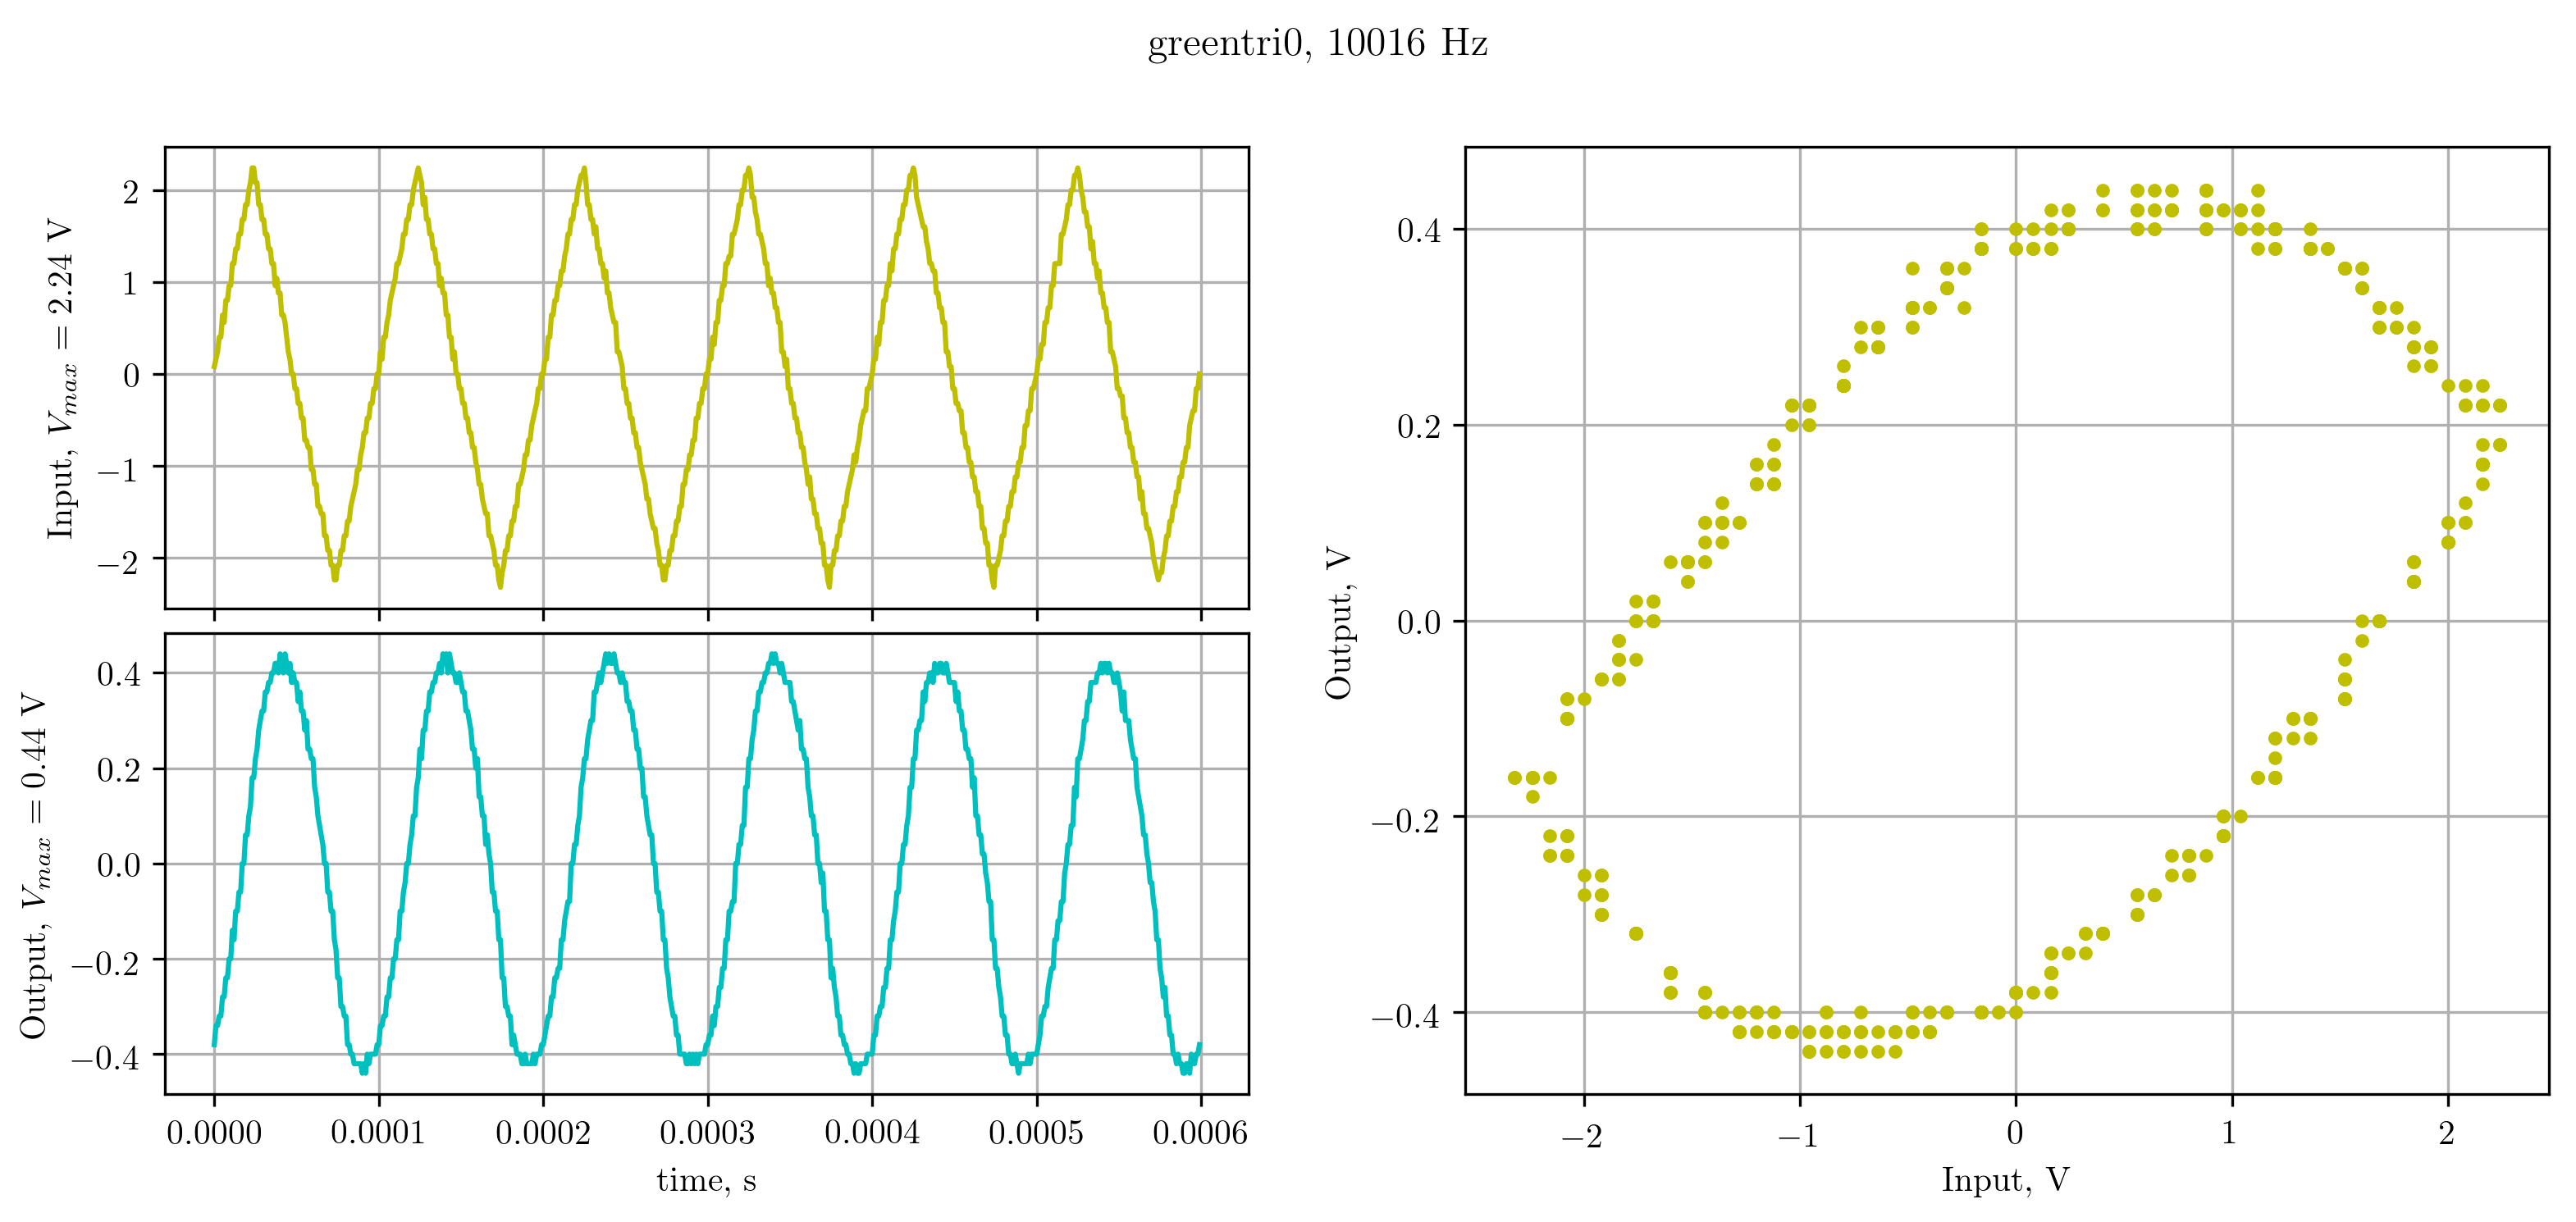 greentri0, 10016 Hz
Input, $V_{max}$ = 2.24 V
2
1
0
−1
−2
Output, $V_{max}$ = 0.44 V
0.4
0.2
0.0
−0.2
−0.4
0.0000 0.0001 0.0002 0.0003 0.0004 0.0005 0.0006
time, s
Output, V
0.4
0.2
0.0
−0.2
−0.4
−2 −1 0 1 2
Input, V